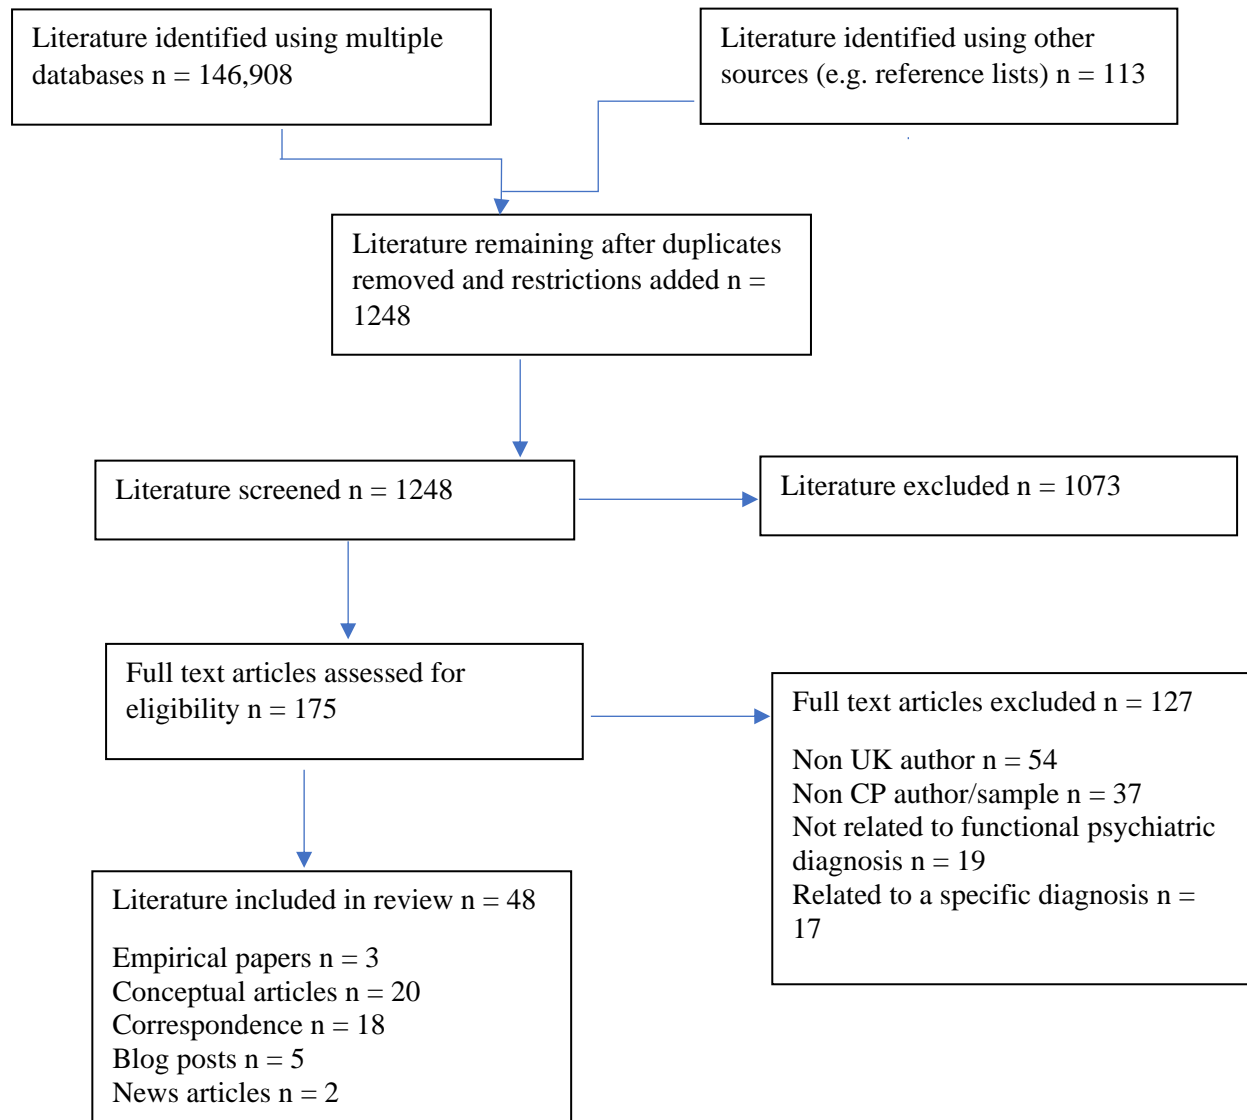 Literature identified using multiple
databases n = 146,908
Literature identified using other
sources (e.g. reference lists) n = 113
Literature remaining after duplicates
removed and restrictions added n =
1248
Literature screened n = 1248
Literature excluded n = 1073
Full text articles assessed for
eligibility n = 175
Full text articles excluded n = 127
Non UK author n = 54
Non CP author/sample n = 37
Not related to functional psychiatric
diagnosis n = 19
Related to a specific diagnosis n =
17
Literature included in review n = 48
Empirical papers n = 3
Conceptual articles n = 20
Correspondence n = 18
Blog posts n = 5
News articles n = 2